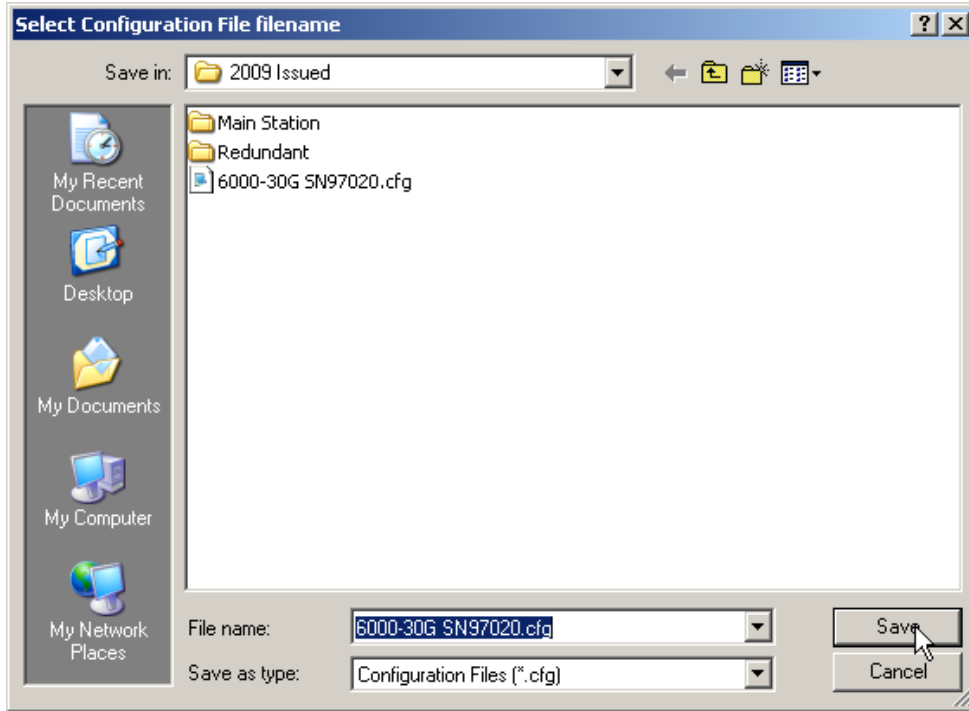 Select Configuration File filename
Save in:
2009 Issued
My Recent
Documents
Desktop
My Documents
My Computer
My Network
Places
Main Station
Redundant
6000-30G SN97020.cfg
File name:
6000-30G SN97020.cfg
Save
Save as type:
Configuration Files (*.cfg)
Cancel